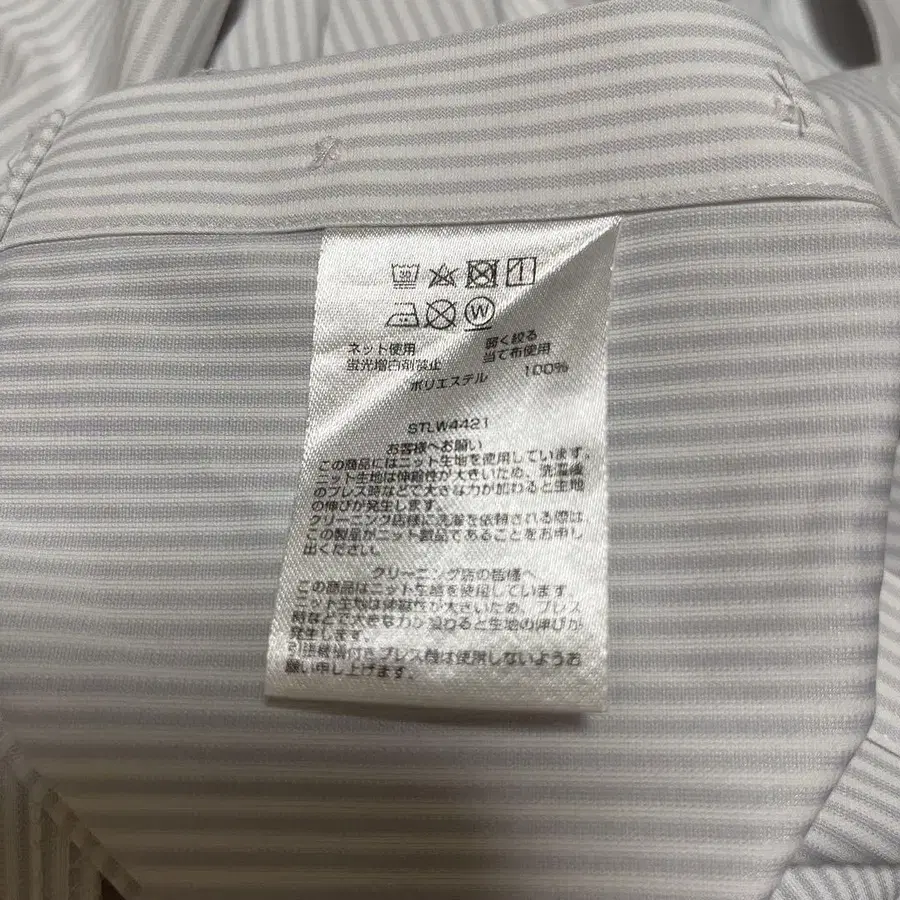 ネット使用 弱く絞る
蛍光増白剤禁止 当て布使用
ポリエステル 100%
STLW4421
お客様へお願い
この商品にはニット生地を使用しています。
ニット生地は伸縮性が大きいため、洗濯後
のプレス時などで大きな力が加わると生地
の伸びが発生します。
クリーニング店様に洗濯を依頼される際は
この製品がニット製品であることをお申し
出ください。
クリーニング店の皆様へ
この商品はニット生地を使用しています
ニット生地は伸縮性が大きいため、プレス
時などで大きな力が加わると生地の伸びが
発生します。
引張機構付きプレス機は使用しないようお
願い申し上げます。